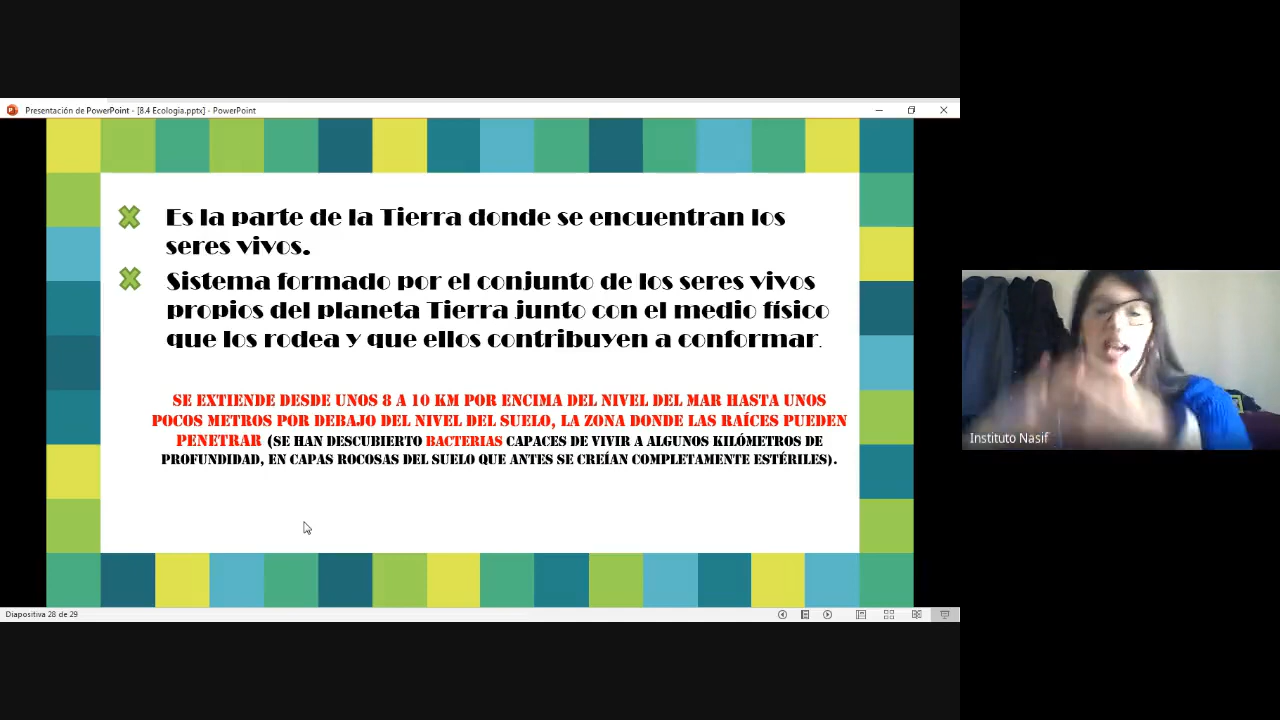 Presentación de PowerPoint - [8.4 Ecologia.pptx] - PowerPoint
Es la parte de la Tierra donde se encuentran los
seres vivos.
Sistema formado por el conjunto de los seres vivos
propios del planeta Tierra junto con el medio físico
que los rodea y que ellos contribuyen a conformar.
SE EXTIENDE DESDE UNOS 8 A 10 KM POR ENCIMA DEL NIVEL DEL MAR HASTA UNOS
POCOS METROS POR DEBAJO DEL NIVEL DEL SUELO, LA ZONA DONDE LAS RAÍCES PUEDEN
PENETRAR (SE HAN DESCUBIERTO BACTERIAS CAPACES DE VIVIR A ALGUNOS KILÓMETROS DE
PROFUNDIDAD, EN CAPAS ROCOSAS DEL SUELO QUE ANTES SE CREÍAN COMPLETAMENTE ESTÉRILES).
Instituto Nasif
Diapositiva 28 de 29